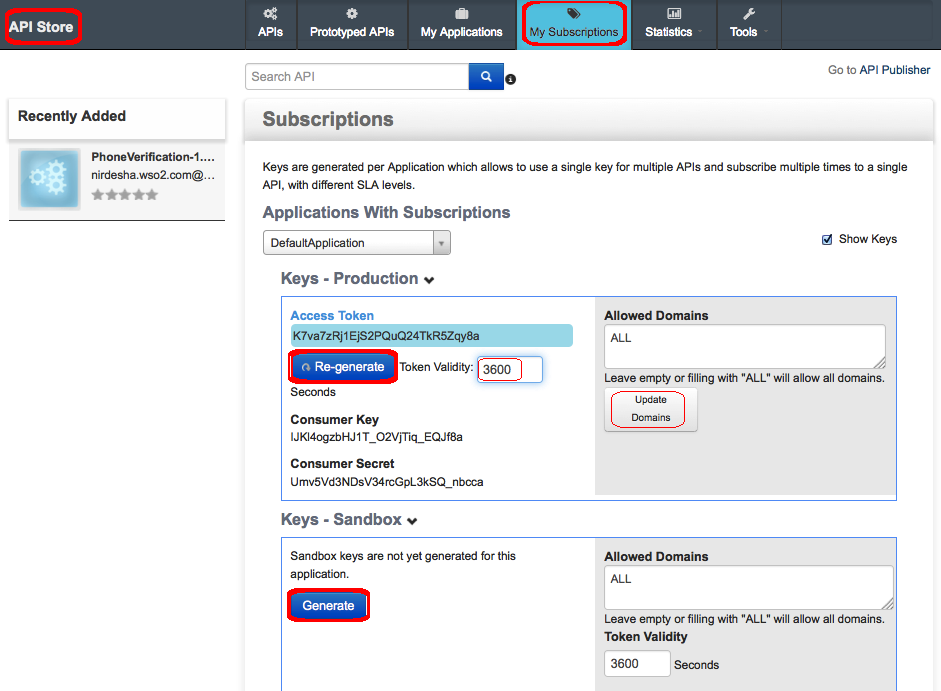 API Store
APIs
Prototyped APIs
My Applications
My Subscriptions
Statistics
Tools
Search API
Go to API Publisher
Recently Added
PhoneVerification-1....
nirdesha.wso2.com@...
Subscriptions
Keys are generated per Application which allows to use a single key for multiple APIs and subscribe multiple times to a single
API, with different SLA levels.
Applications With Subscriptions
DefaultApplication
Show Keys
Keys - Production
Access Token
K7va7zRj1EjS2PQuQ24TkR5Zqy8a
Re-generate Token Validity: 3600
Seconds
Consumer Key
IJKl4ogzbHJ1T_O2VjTiq_EQJf8a
Consumer Secret
Umv5Vd3NDsV34rcGpL3kSQ_nbcca
Allowed Domains
ALL
Leave empty or filling with "ALL" will allow all domains.
Update
Domains
Keys - Sandbox
Sandbox keys are not yet generated for this
application.
Generate
Allowed Domains
ALL
Leave empty or filling with "ALL" will allow all domains.
Token Validity
3600 Seconds